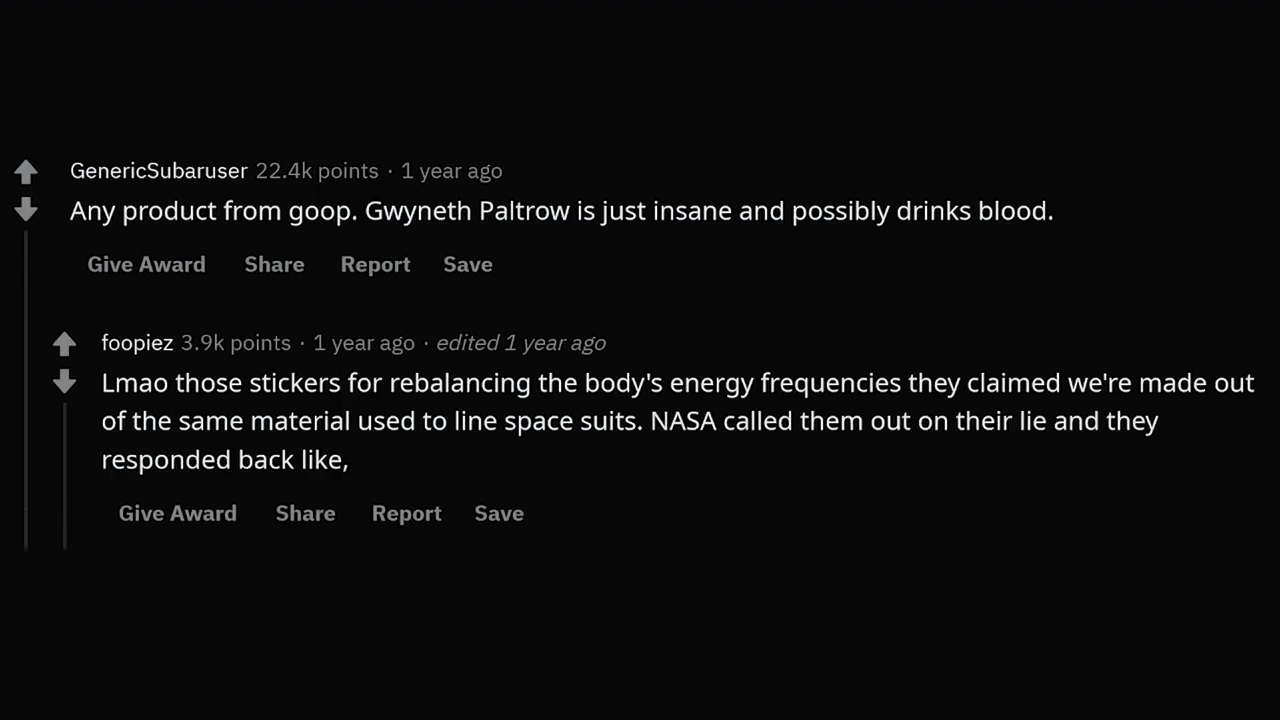 GenericSubaruser 22.4k points · 1 year ago
Any product from goop. Gwyneth Paltrow is just insane and possibly drinks blood.
Give Award Share Report Save
foopiez 3.9k points · 1 year ago · edited 1 year ago
Lmao those stickers for rebalancing the body's energy frequencies they claimed we're made out
of the same material used to line space suits. NASA called them out on their lie and they
responded back like,
Give Award Share Report Save